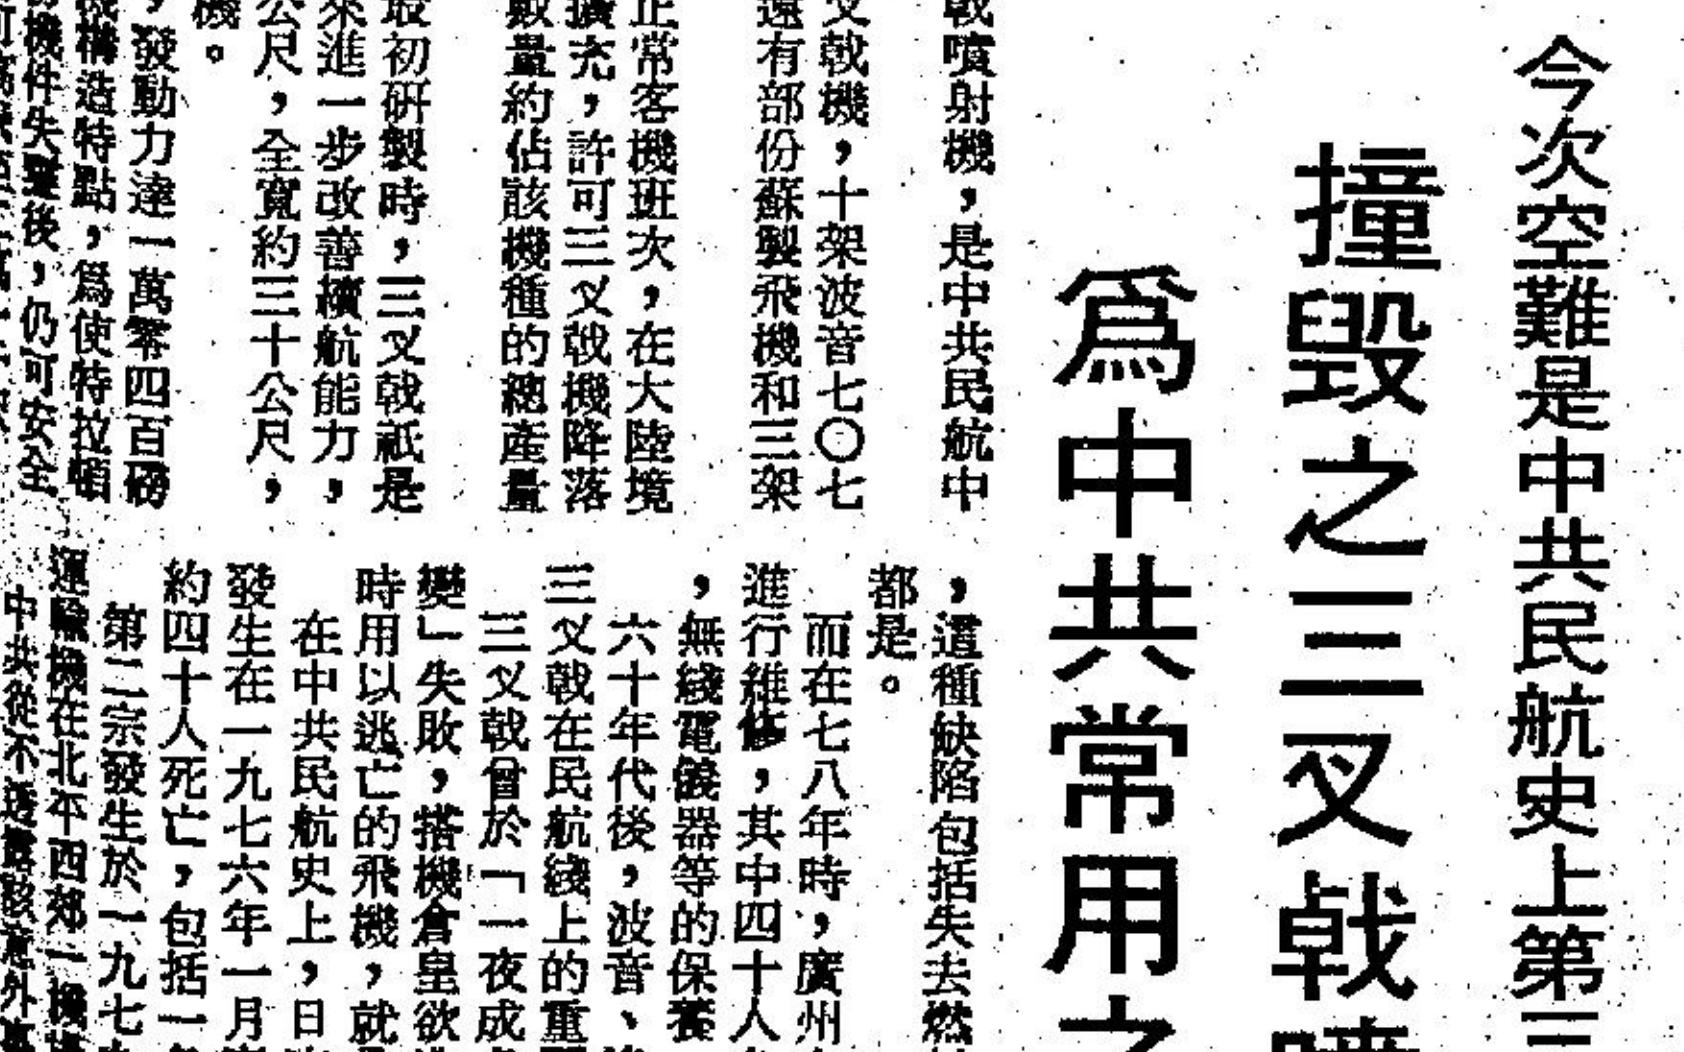 今次空難是中共民航史上第三
撞毀之三叉戟噴
爲中共常用之
戟噴射機，是中共民航中
叉戟機，十架波音七〇七
還有部份蘇製飛機和三架
正常客機班次，在大陸境
擴充，許可三叉戟機降落
數量約佔該機種的總產量
最初研製時，三叉戟祇是
來進一步改善續航能力，
公尺，全寬約三十公尺，
機。
，發動力達一萬零四百磅
機構造特點，爲使特拉頓
機件失靈後，仍可安全
，這種缺陷包括失去燃
都是。
而在七八年時，廣州
進行維修，其中四十人
，無綫電儀器等的保養
六十年代後，波音、
三叉戟在民航綫上的重
三叉戟曾於「一夜成
變」失敗，搭機倉皇欲
時用以逃亡的飛機，就
在中共民航史上，日
發生在一九七六年一月
約四十人死亡，包括一
第二宗發生於一九七
運輸機在北平西郊一機
中共從不透露該意外